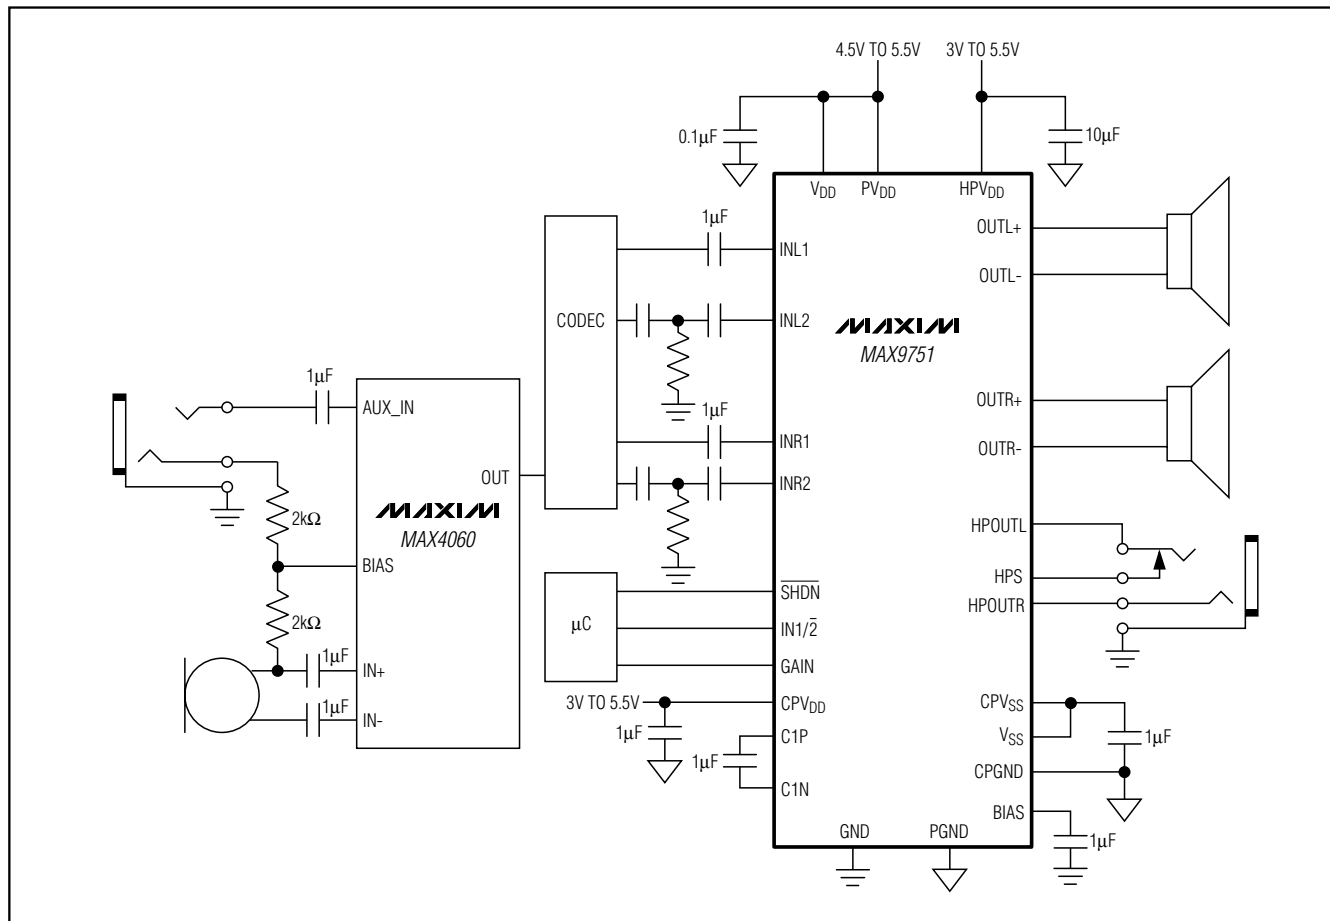 4.5V TO 5.5V
3V TO 5.5V
0.1µF
10µF
VDD
PVDD
HPVDD
1µF
INL1
OUTL+
OUTL-
CODEC
INL2
MAXIM
MAX9751
1µF
AUX_IN
1µF
INR1
OUTR+
OUTR-
OUT
INR2
MAXIM
MAX4060
2kΩ
BIAS
HPOUTL
HPS
HPOUTR
µC
SHDN
IN1/2̅
GAIN
2kΩ
1µF
IN+
1µF
IN-
3V TO 5.5V
CPVDD
1µF
C1P
1µF
C1N
CPVSS
VSS
1µF
CPGND
BIAS
1µF
GND
PGND